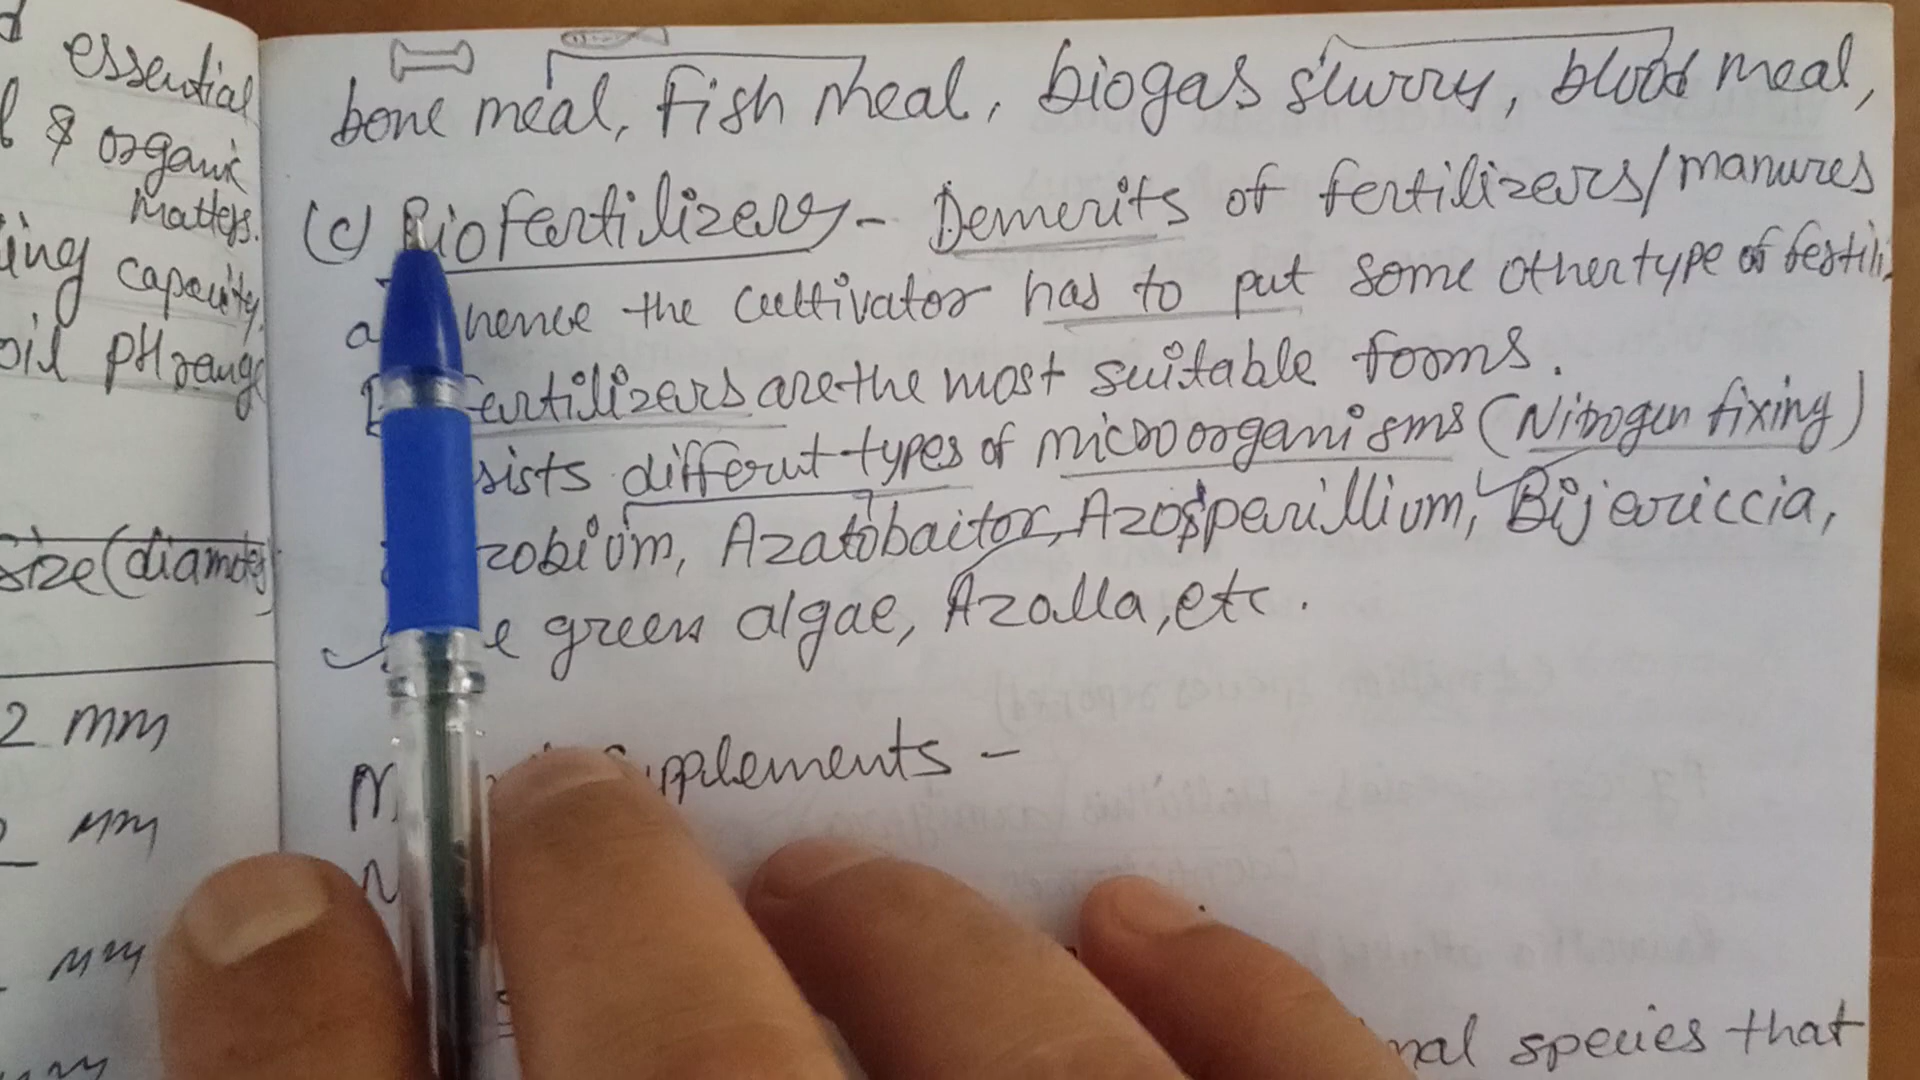 essential
& organic
matters.
capacity,
soil pH range
size (diameter)
2 mm
mm
mm
bone meal, fish meal, biogas slurry, blood meal,
(c) Biofertilizers - Demerits of fertilizers/manures
hence the cultivator has to put some other type of fertili
fertilizers are the most suitable forms.
sists different types of microorganisms (Nitrogen fixing)
zobium, Azatobaitor, Azosperillium, Bijericcia,
e green algae, Azolla, etc.
supplements -
nal species that